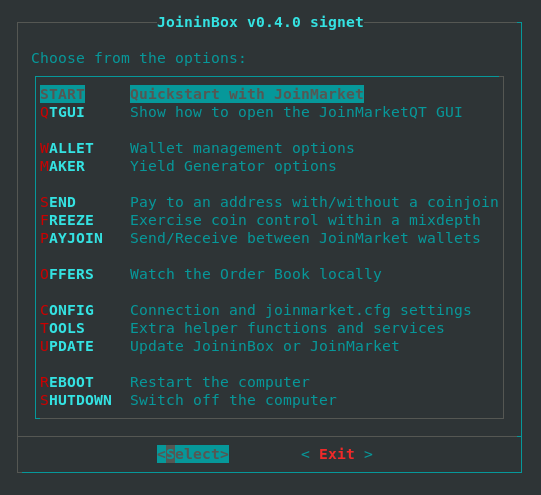 JoininBox v0.4.0 signet
Choose from the options:
START Quickstart with JoinMarket
QTGUI Show how to open the JoinMarketQT GUI
WALLET Wallet management options
MAKER Yield Generator options
SEND Pay to an address with/without a coinjoin
FREEZE Exercise coin control within a mixdepth
PAYJOIN Send/Receive between JoinMarket wallets
OFFERS Watch the Order Book locally
CONFIG Connection and joinmarket.cfg settings
TOOLS Extra helper functions and services
UPDATE Update JoininBox or JoinMarket
REBOOT Restart the computer
SHUTDOWN Switch off the computer
<Select> < Exit >